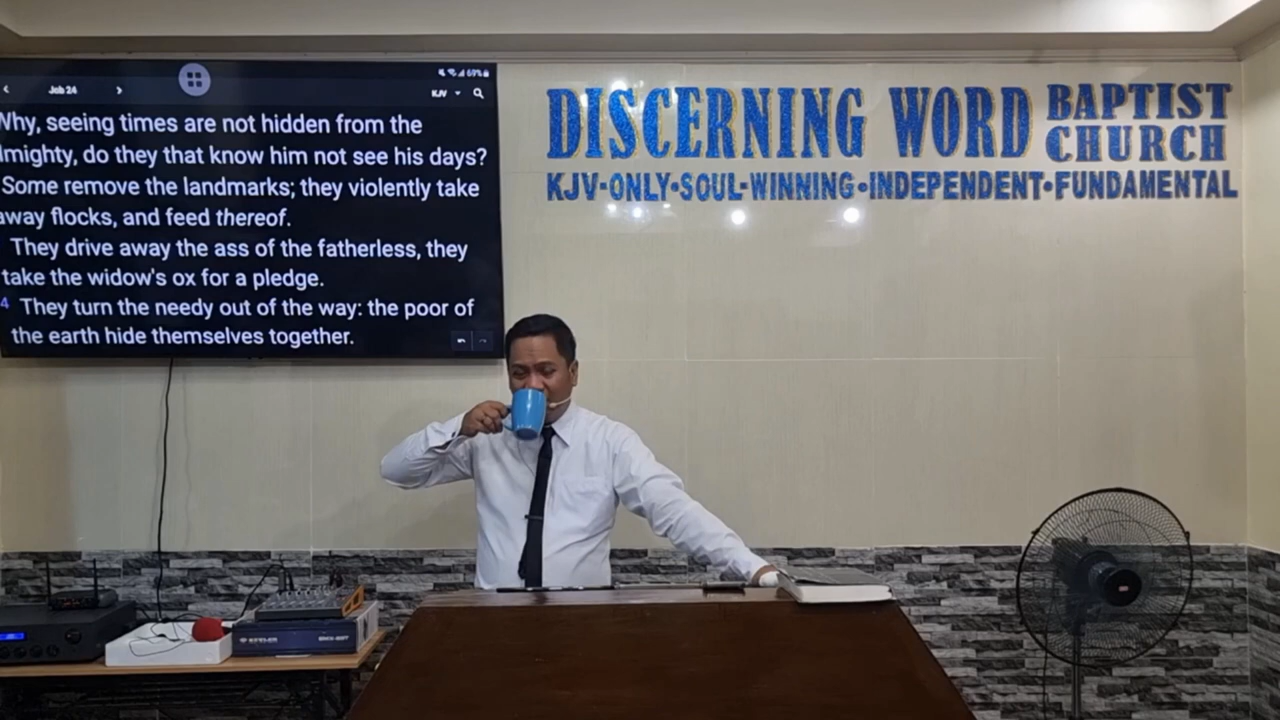 69%
Job 24
KJV
Why, seeing times are not hidden from the
lmighty, do they that know him not see his days?
Some remove the landmarks; they violently take
away flocks, and feed thereof.
They drive away the ass of the fatherless, they
take the widow's ox for a pledge.
4 They turn the needy out of the way: the poor of
the earth hide themselves together.
DISCERNING WORD BAPTIST
CHURCH
KJV-ONLY•SOUL-WINNING•INDEPENDENT•FUNDAMENTAL